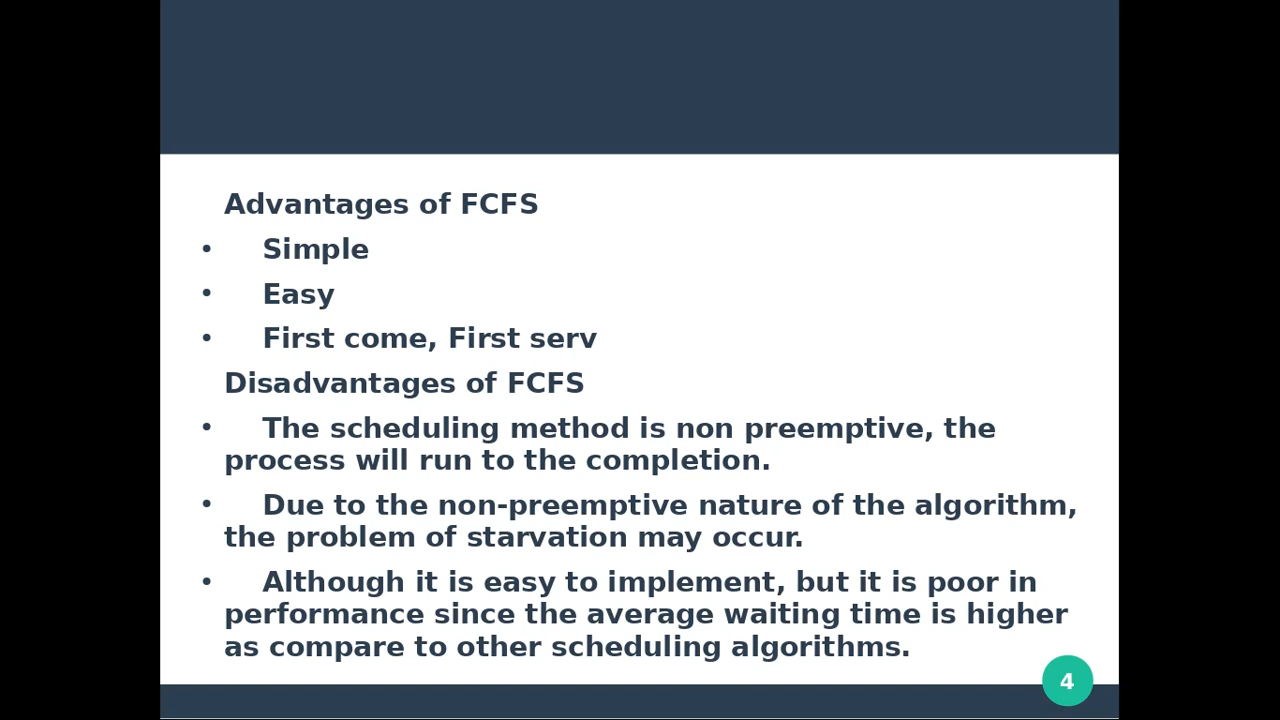 Advantages of FCFS
• Simple
• Easy
• First come, First serv
Disadvantages of FCFS
• The scheduling method is non preemptive, the
process will run to the completion.
• Due to the non-preemptive nature of the algorithm,
the problem of starvation may occur.
• Although it is easy to implement, but it is poor in
performance since the average waiting time is higher
as compare to other scheduling algorithms.
4